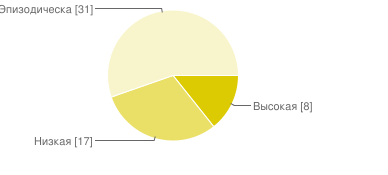 Эпизодическа [31]
Высокая [8]
Низкая [17]